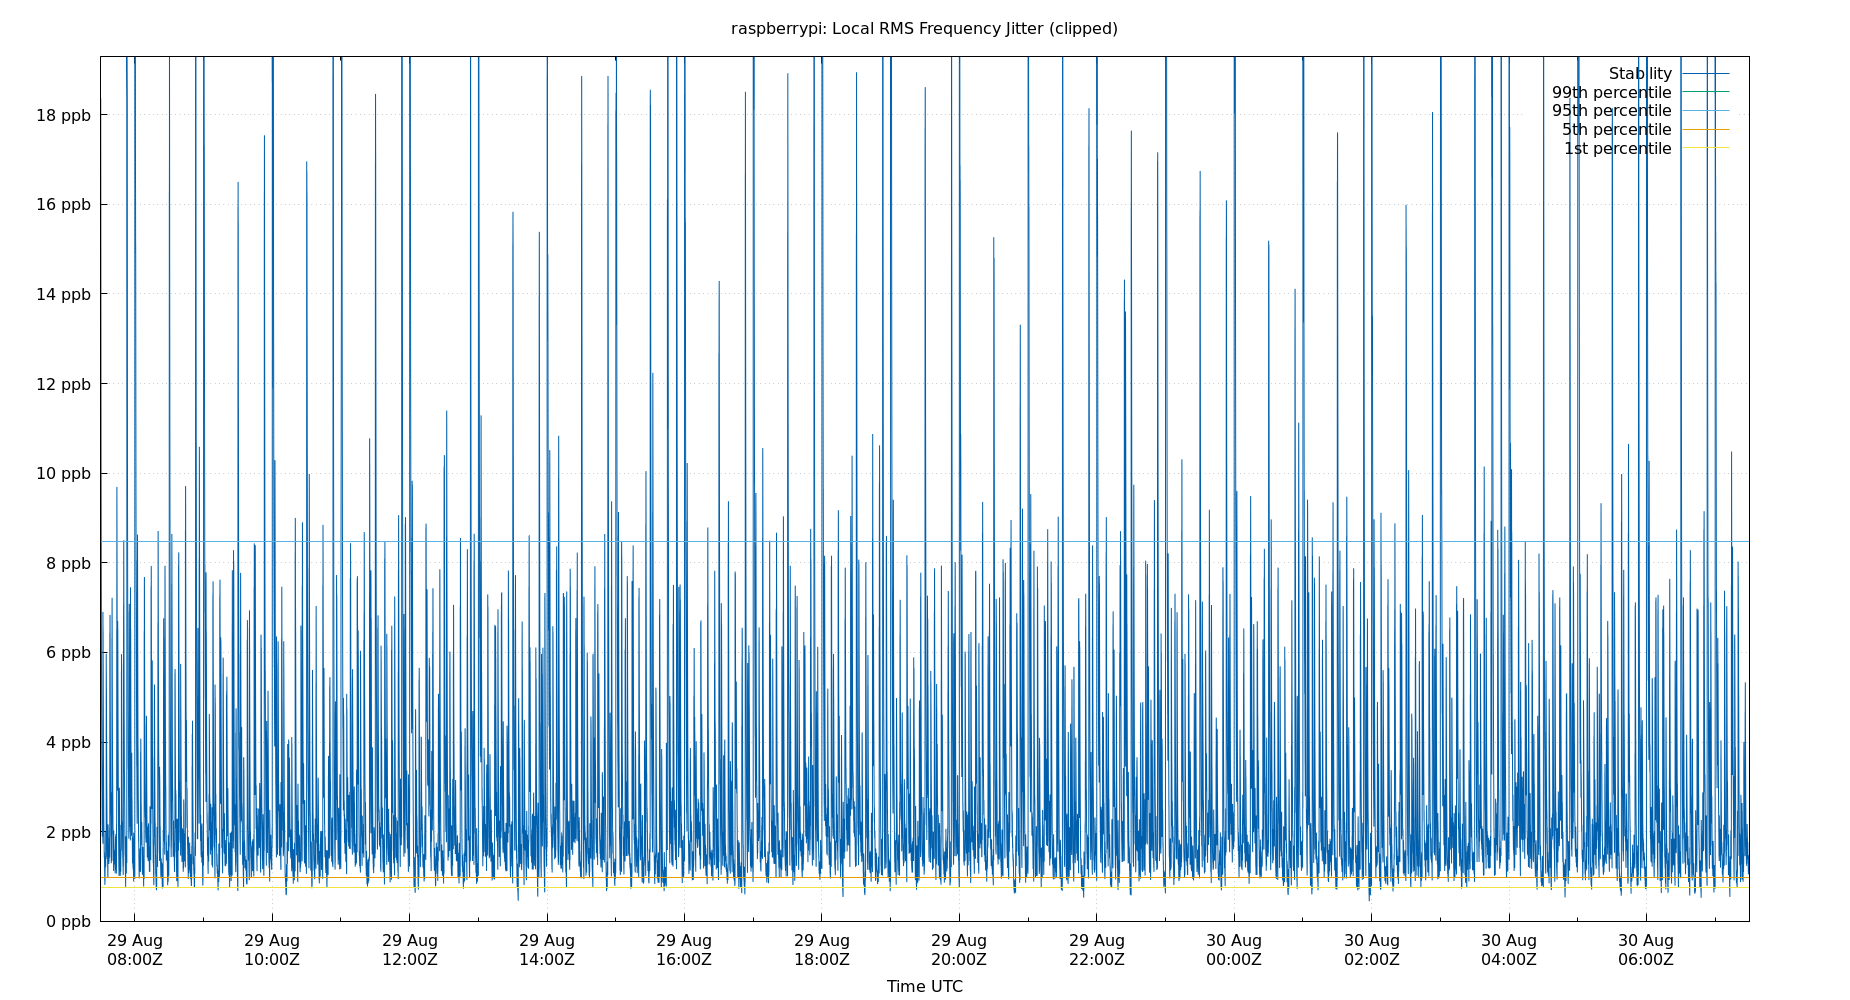 raspberrypi: Local RMS Frequency Jitter (clipped)
Stability
99th percentile
95th percentile
5th percentile
1st percentile
18 ppb
16 ppb
14 ppb
12 ppb
10 ppb
8 ppb
6 ppb
4 ppb
2 ppb
0 ppb
29 Aug 29 Aug 29 Aug 29 Aug 29 Aug 29 Aug 29 Aug 29 Aug 30 Aug 30 Aug 30 Aug 30 Aug
08:00Z 10:00Z 12:00Z 14:00Z 16:00Z 18:00Z 20:00Z 22:00Z 00:00Z 02:00Z 04:00Z 06:00Z
Time UTC